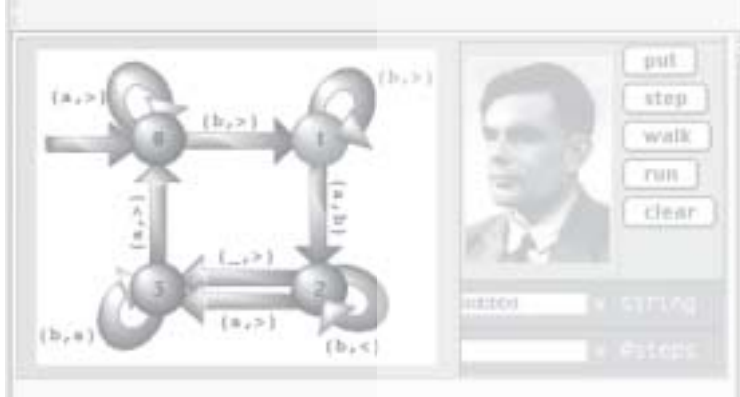 put
step
(a,>)
(b,>)
(b,>)
walk
0
1
run
(a,>)
(a,b)
clear
(_,>)
3
2
string
(b,a)
(a,>)
(b,<)
#steps